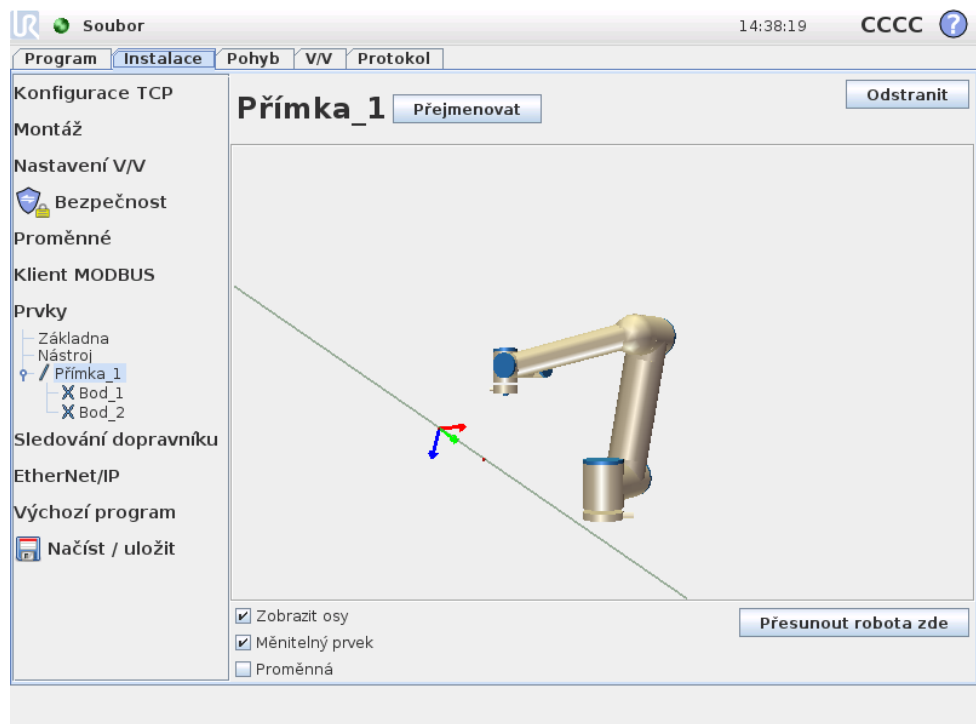 UR Soubor 14:38:19 CCCC ?
Program Instalace Pohyb V/V Protokol
Konfigurace TCP
Montáž
Nastavení V/V
Bezpečnost
Proměnné
Klient MODBUS
Prvky
Základna
Nástroj
Přímka_1
Bod_1
Bod_2
Sledování dopravníku
EtherNet/IP
Výchozí program
Načíst / uložit
Přímka_1 Přejmenovat Odstranit
Zobrazit osy
Měnitelný prvek
Proměnná
Přesunout robota zde